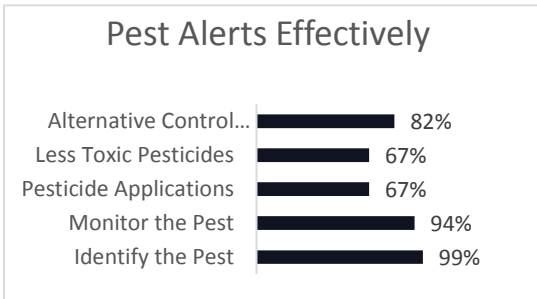 Pest Alerts Effectively
Alternative Control... 82%
Less Toxic Pesticides 67%
Pesticide Applications 67%
Monitor the Pest 94%
Identify the Pest 99%